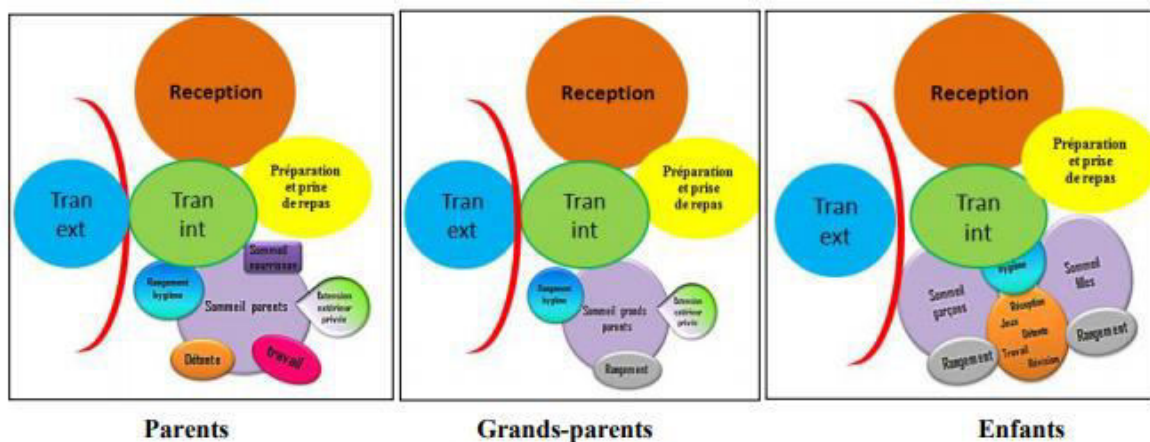 Reception
Préparation
et prise
de repas
Tran
ext
Tran
int
Sommeil
nourrisson
Rangement
hygiène
Sommeil parents
Extension
extérieur
privée
Détente
travail
Parents
Reception
Préparation
et prise
de repas
Tran
ext
Tran
int
Rangement
hygiène
Sommeil grands
parents
Extension
extérieur
privée
Rangement
Grands-parents
Reception
Préparation
et prise
de repas
Tran
ext
Tran
int
hygiène
Sommeil
garçons
Sommeil
filles
Réception
Jeux
Détente
Travail
Révision
Rangement
Rangement
Enfants